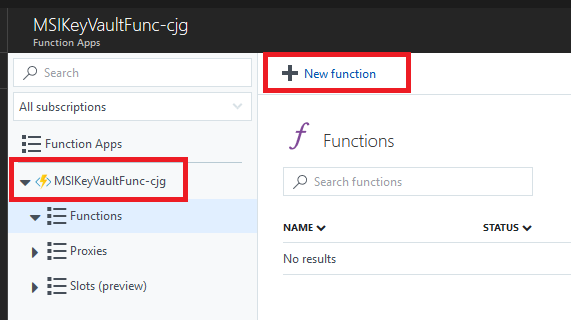 MSIKeyVaultFunc-cjg
Function Apps
Search
All subscriptions
Function Apps
MSIKeyVaultFunc-cjg
Functions
Proxies
Slots (preview)
New function
Functions
Search functions
NAME STATUS
No results